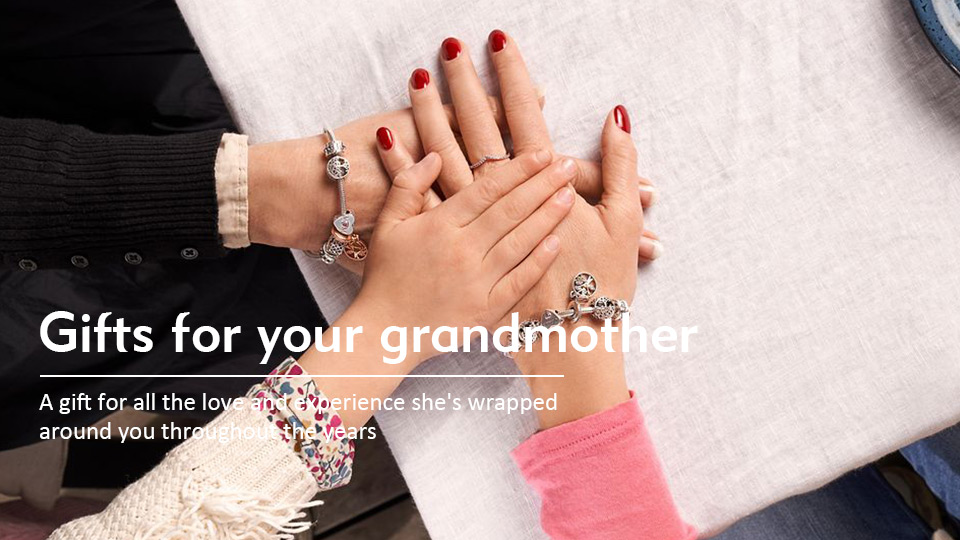 Gifts for your grandmother
A gift for all the love and experience she's wrapped
around you throughout the years